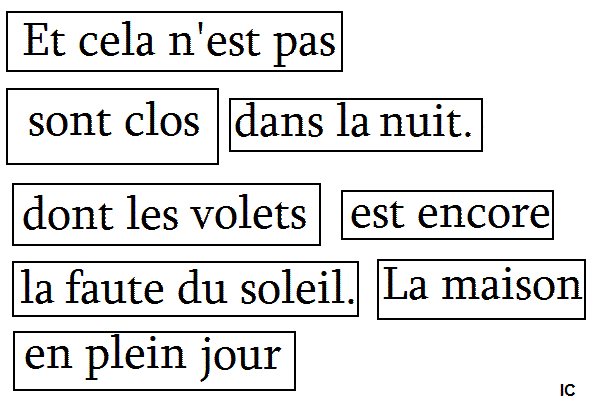 Et cela n'est pas
sont clos dans la nuit.
dont les volets est encore
la faute du soleil. La maison
en plein jour
IC